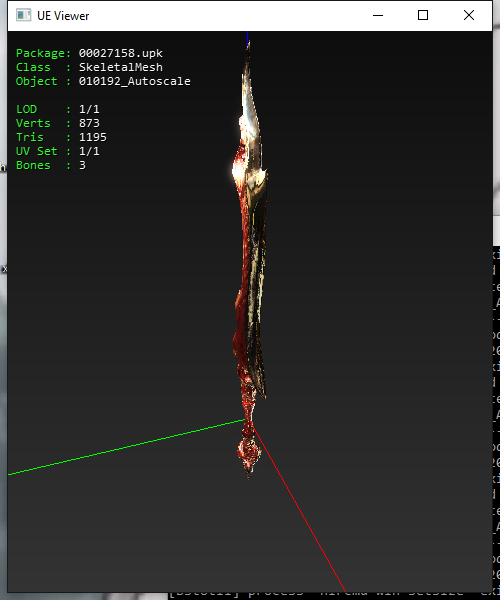 UE Viewer
Package: 00027158.upk
Class  : SkeletalMesh
Object : 010192_Autoscale
LOD    : 1/1
Verts  : 873
Tris   : 1195
UV Set : 1/1
Bones  : 3